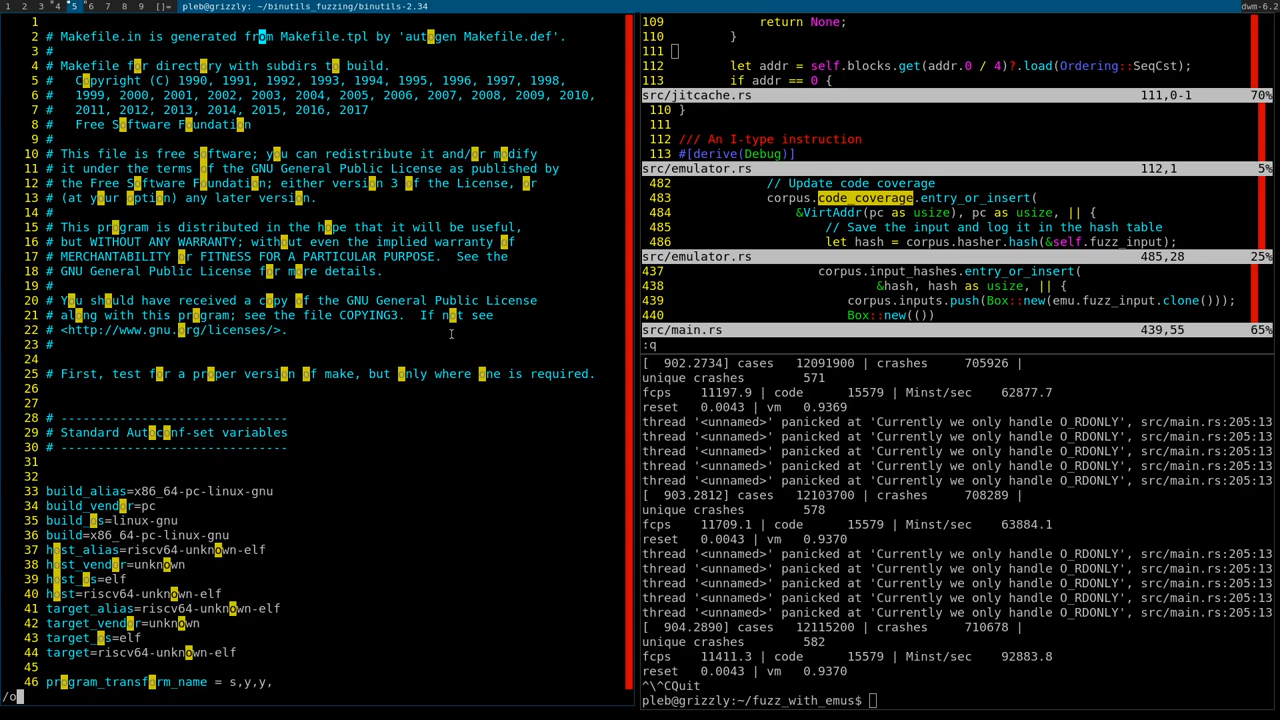 1 2 3 4 5 6 7 8 9 []= pleb@grizzly: ~/binutils_fuzzing/binutils-2.34 dwm-6.2
1
2 # Makefile.in is generated from Makefile.tpl by 'autogen Makefile.def'.
3 #
4 # Makefile for directory with subdirs to build.
5 #   Copyright (C) 1990, 1991, 1992, 1993, 1994, 1995, 1996, 1997, 1998,
6 #   1999, 2000, 2001, 2002, 2003, 2004, 2005, 2006, 2007, 2008, 2009, 2010,
7 #   2011, 2012, 2013, 2014, 2015, 2016, 2017
8 #   Free Software Foundation
9 #
10 # This file is free software; you can redistribute it and/or modify
11 # it under the terms of the GNU General Public License as published by
12 # the Free Software Foundation; either version 3 of the License, or
13 # (at your option) any later version.
14 #
15 # This program is distributed in the hope that it will be useful,
16 # but WITHOUT ANY WARRANTY; without even the implied warranty of
17 # MERCHANTABILITY or FITNESS FOR A PARTICULAR PURPOSE.  See the
18 # GNU General Public License for more details.
19 #
20 # You should have received a copy of the GNU General Public License
21 # along with this program; see the file COPYING3.  If not see
22 # <http://www.gnu.org/licenses/>.
23 #
24
25 # First, test for a proper version of make, but only where one is required.
26
27
28 # -------------------------------
29 # Standard Autoconf-set variables
30 # -------------------------------
31
32
33 build_alias=x86_64-pc-linux-gnu
34 build_vendor=pc
35 build_os=linux-gnu
36 build=x86_64-pc-linux-gnu
37 host_alias=riscv64-unknown-elf
38 host_vendor=unknown
39 host_os=elf
40 host=riscv64-unknown-elf
41 target_alias=riscv64-unknown-elf
42 target_vendor=unknown
43 target_os=elf
44 target=riscv64-unknown-elf
45
46 program_transform_name = s,y,y,
/o
109 return None;
110 }
111
112 let addr = self.blocks.get(addr.0 / 4)?.load(Ordering::SeqCst);
113 if addr == 0 {
src/jitcache.rs 111,0-1 70%
110 }
111
112 /// An I-type instruction
113 #[derive(Debug)]
src/emulator.rs 112,1 5%
482 // Update code coverage
483 corpus.code_coverage.entry_or_insert(
484 &VirtAddr(pc as usize), pc as usize, || {
485 // Save the input and log it in the hash table
486 let hash = corpus.hasher.hash(&self.fuzz_input);
src/emulator.rs 485,28 25%
437 corpus.input_hashes.entry_or_insert(
438 &hash, hash as usize, || {
439 corpus.inputs.push(Box::new(emu.fuzz_input.clone()));
440 Box::new(())
src/main.rs 439,55 65%
:q
[  902.2734] cases   12091900 | crashes     705926 |
unique crashes        571
fcps    11197.9 | code      15579 | Minst/sec    62877.7
reset   0.0043 | vm   0.9369
thread '<unnamed>' panicked at 'Currently we only handle O_RDONLY', src/main.rs:205:13
thread '<unnamed>' panicked at 'Currently we only handle O_RDONLY', src/main.rs:205:13
thread '<unnamed>' panicked at 'Currently we only handle O_RDONLY', src/main.rs:205:13
thread '<unnamed>' panicked at 'Currently we only handle O_RDONLY', src/main.rs:205:13
thread '<unnamed>' panicked at 'Currently we only handle O_RDONLY', src/main.rs:205:13
[  903.2812] cases   12103700 | crashes     708289 |
unique crashes        578
fcps    11709.1 | code      15579 | Minst/sec    63884.1
reset   0.0043 | vm   0.9370
thread '<unnamed>' panicked at 'Currently we only handle O_RDONLY', src/main.rs:205:13
thread '<unnamed>' panicked at 'Currently we only handle O_RDONLY', src/main.rs:205:13
thread '<unnamed>' panicked at 'Currently we only handle O_RDONLY', src/main.rs:205:13
thread '<unnamed>' panicked at 'Currently we only handle O_RDONLY', src/main.rs:205:13
thread '<unnamed>' panicked at 'Currently we only handle O_RDONLY', src/main.rs:205:13
[  904.2890] cases   12115200 | crashes     710678 |
unique crashes        582
fcps    11411.3 | code      15579 | Minst/sec    92883.8
reset   0.0043 | vm   0.9370
^\^CQuit
pleb@grizzly:~/fuzz_with_emus$